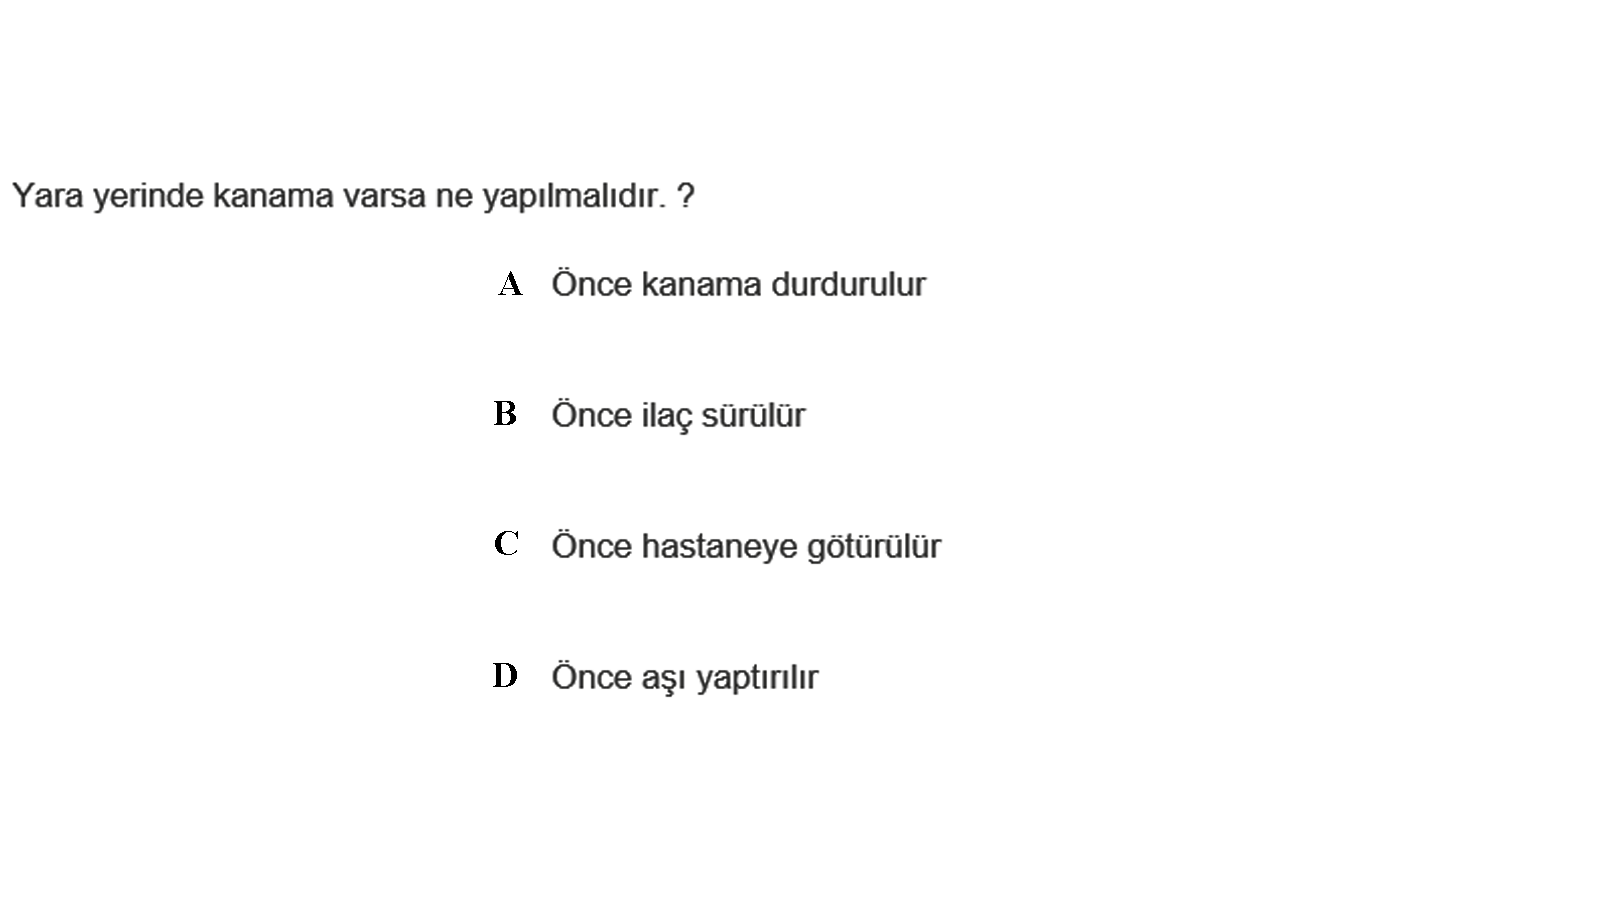 Yara yerinde kanama varsa ne yapılmalıdır. ?
A Önce kanama durdurulur
B Önce ilaç sürülür
C Önce hastaneye götürülür
D Önce aşı yaptırılır